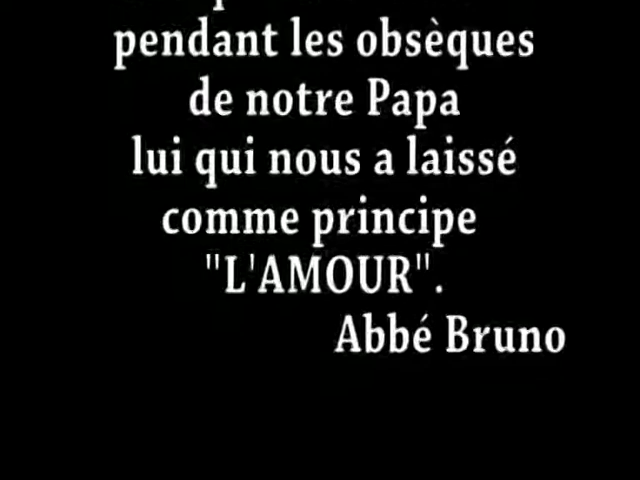 pendant les obsèques
de notre Papa
lui qui nous a laissé
comme principe
"L'AMOUR".
Abbé Bruno